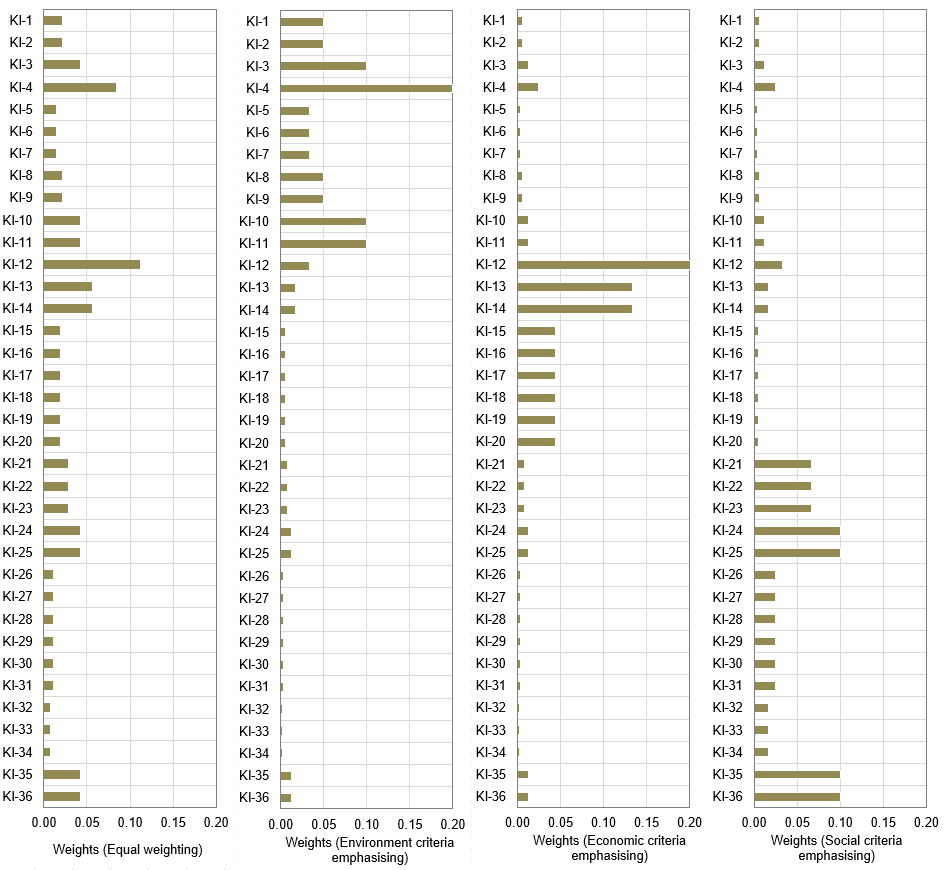 KI-1
KI-2
KI-3
KI-4
KI-5
KI-6
KI-7
KI-8
KI-9
KI-10
KI-11
KI-12
KI-13
KI-14
KI-15
KI-16
KI-17
KI-18
KI-19
KI-20
KI-21
KI-22
KI-23
KI-24
KI-25
KI-26
KI-27
KI-28
KI-29
KI-30
KI-31
KI-32
KI-33
KI-34
KI-35
KI-36
0.00 0.05 0.10 0.15 0.20
Weights (Equal weighting)
KI-1
KI-2
KI-3
KI-4
KI-5
KI-6
KI-7
KI-8
KI-9
KI-10
KI-11
KI-12
KI-13
KI-14
KI-15
KI-16
KI-17
KI-18
KI-19
KI-20
KI-21
KI-22
KI-23
KI-24
KI-25
KI-26
KI-27
KI-28
KI-29
KI-30
KI-31
KI-32
KI-33
KI-34
KI-35
KI-36
0.00 0.05 0.10 0.15 0.20
Weights (Environment criteria
emphasising)
KI-1
KI-2
KI-3
KI-4
KI-5
KI-6
KI-7
KI-8
KI-9
KI-10
KI-11
KI-12
KI-13
KI-14
KI-15
KI-16
KI-17
KI-18
KI-19
KI-20
KI-21
KI-22
KI-23
KI-24
KI-25
KI-26
KI-27
KI-28
KI-29
KI-30
KI-31
KI-32
KI-33
KI-34
KI-35
KI-36
0.00 0.05 0.10 0.15 0.20
Weights (Economic criteria
emphasising)
KI-1
KI-2
KI-3
KI-4
KI-5
KI-6
KI-7
KI-8
KI-9
KI-10
KI-11
KI-12
KI-13
KI-14
KI-15
KI-16
KI-17
KI-18
KI-19
KI-20
KI-21
KI-22
KI-23
KI-24
KI-25
KI-26
KI-27
KI-28
KI-29
KI-30
KI-31
KI-32
KI-33
KI-34
KI-35
KI-36
0.00 0.05 0.10 0.15 0.20
Weights (Social criteria
emphasising)